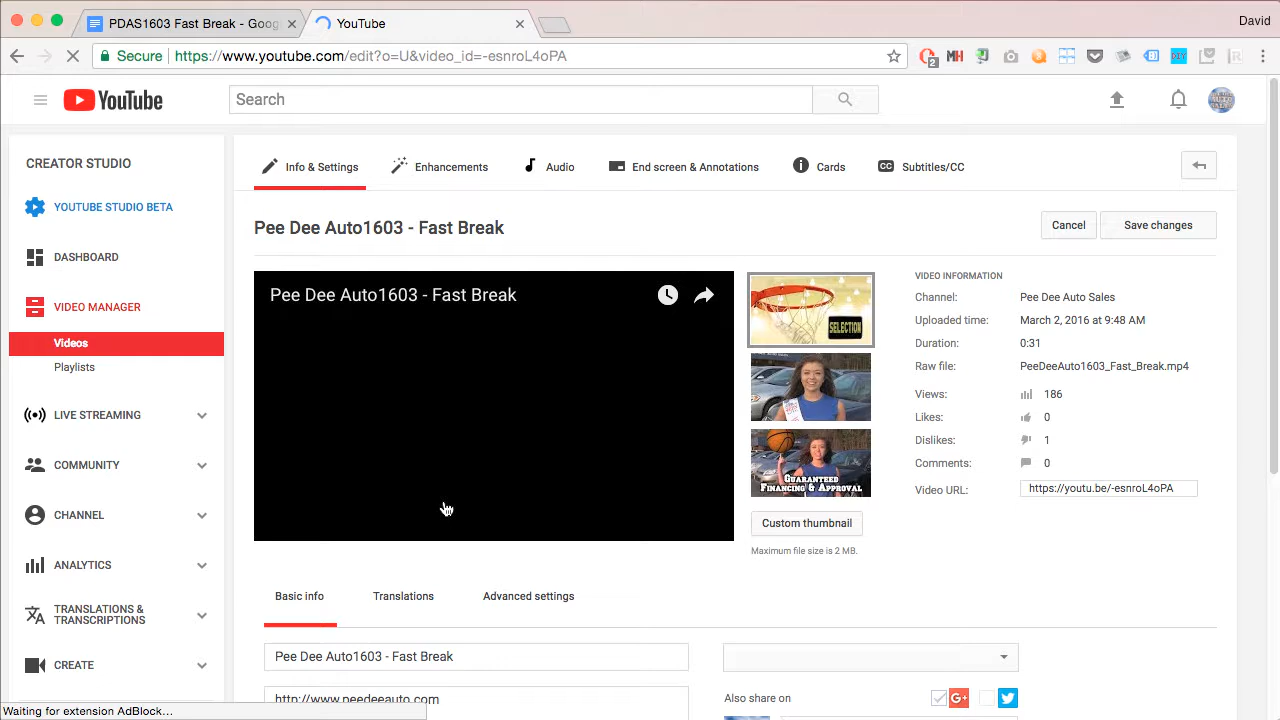 PDAS1603 Fast Break - Goog
YouTube
David
Secure
https://www.youtube.com/edit?o=U&video_id=-esnroL4oPA
2
MH
DIY
YouTube
Search
CREATOR STUDIO
YOUTUBE STUDIO BETA
DASHBOARD
VIDEO MANAGER
Videos
Playlists
LIVE STREAMING
COMMUNITY
CHANNEL
ANALYTICS
TRANSLATIONS &
TRANSCRIPTIONS
CREATE
Info & Settings
Enhancements
Audio
End screen & Annotations
Cards
CC
Subtitles/CC
Pee Dee Auto1603 - Fast Break
Cancel
Save changes
Pee Dee Auto1603 - Fast Break
SELECTION
GUARANTEED
FINANCING & APPROVAL
Custom thumbnail
Maximum file size is 2 MB.
VIDEO INFORMATION
Channel: Pee Dee Auto Sales
Uploaded time: March 2, 2016 at 9:48 AM
Duration: 0:31
Raw file: PeeDeeAuto1603_Fast_Break.mp4
Views: 186
Likes: 0
Dislikes: 1
Comments: 0
Video URL: https://youtu.be/-esnroL4oPA
Basic info
Translations
Advanced settings
Pee Dee Auto1603 - Fast Break
http://www.peedeeauto.com
Also share on
G+
Waiting for extension AdBlock...